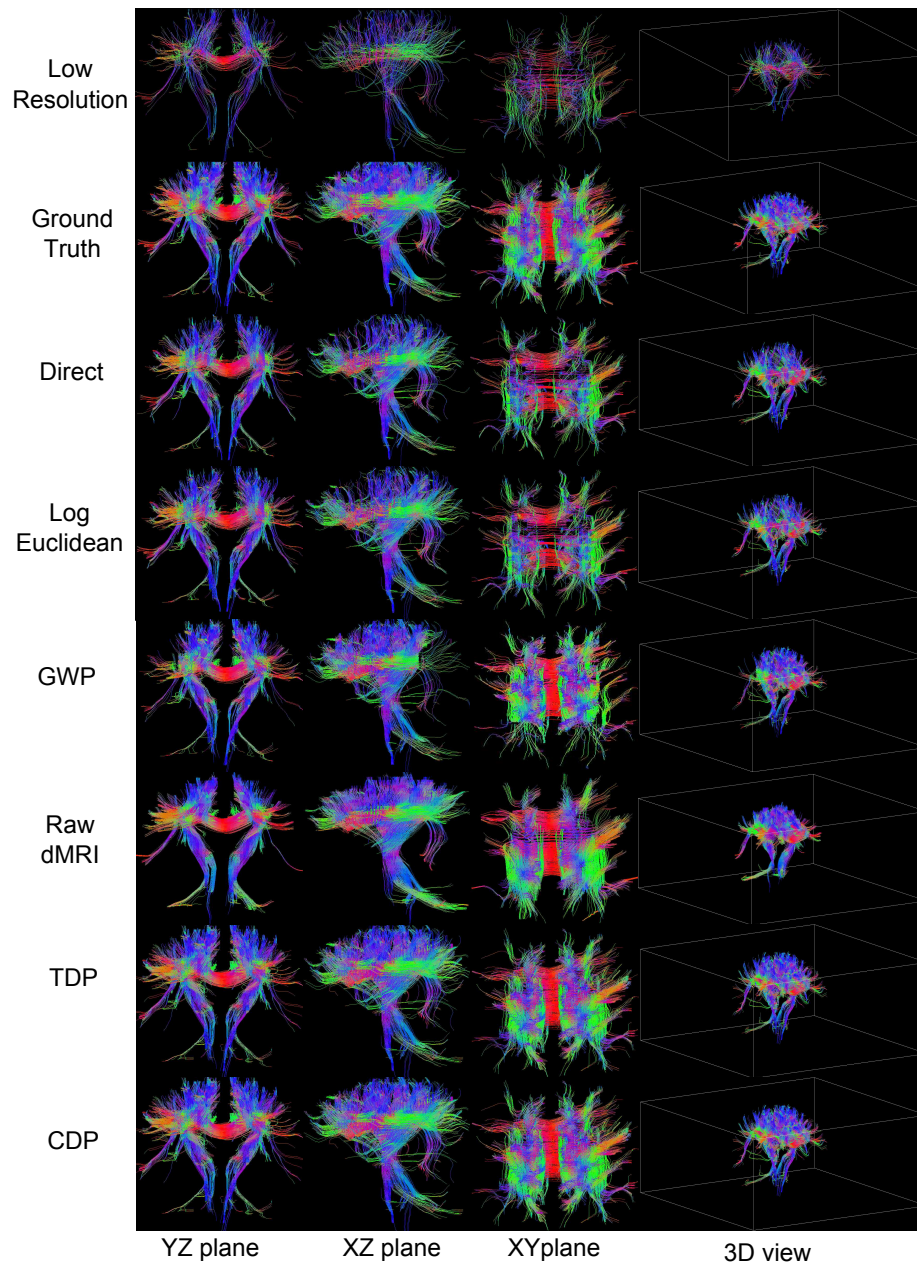 Low
Resolution
Ground
Truth
Direct
Log
Euclidean
GWP
Raw
dMRI
TDP
CDP
YZ plane
XZ plane
XYplane
3D view